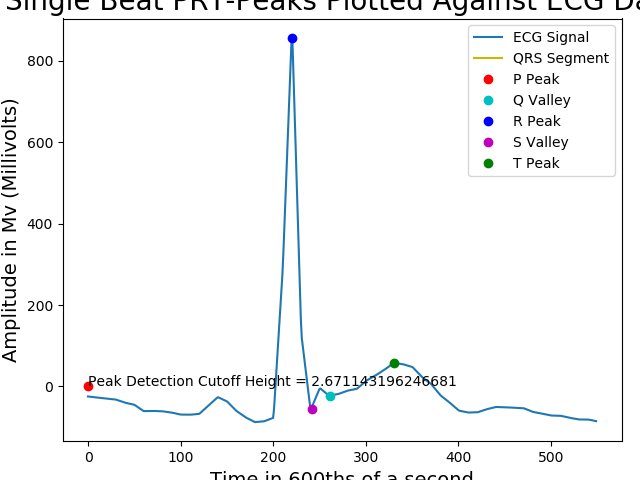 Single Beat PRT-Peaks Plotted Against ECG Da
Amplitude in Mv (Millivolts)
800
600
400
200
0
ECG Signal
QRS Segment
P Peak
Q Valley
R Peak
S Valley
T Peak
Peak Detection Cutoff Height = 2.671143196246681
0 100 200 300 400 500
Time in 600ths of a second